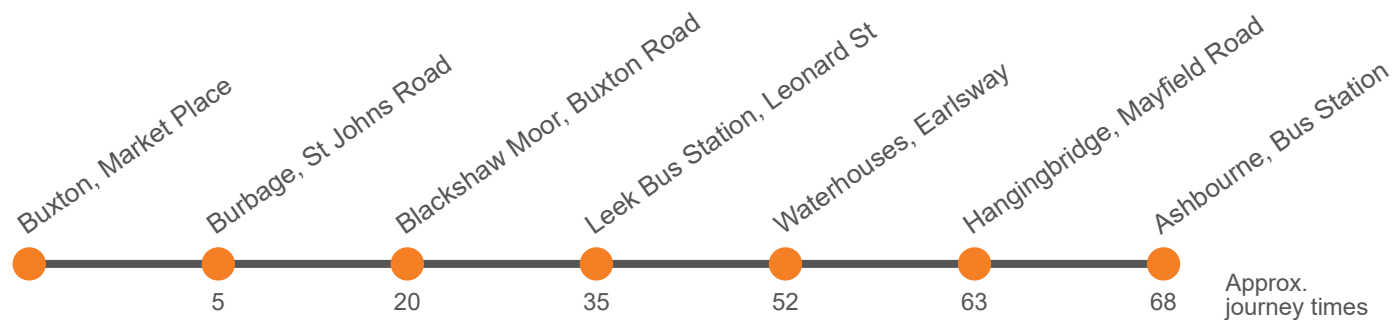 Buxton, Market Place
Burbage, St Johns Road
Blackshaw Moor, Buxton Road
Leek Bus Station, Leonard St
Waterhouses, Earlsway
Hangingbridge, Mayfield Road
Ashbourne, Bus Station
5
20
35
52
63
68
Approx.
journey times